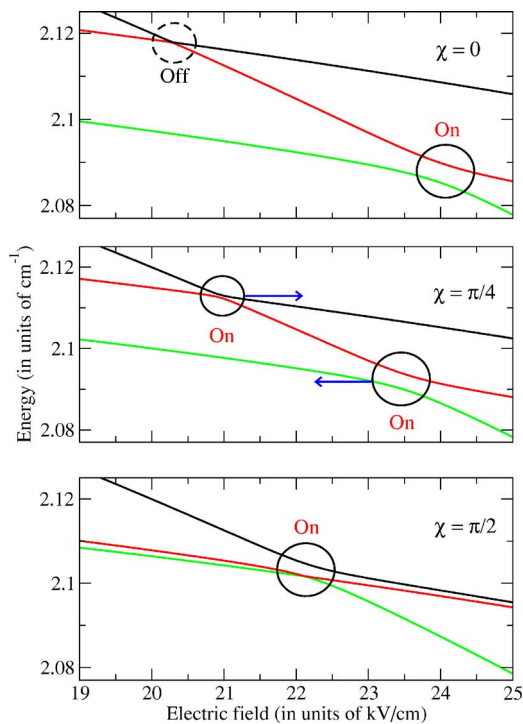 2.12
χ = 0
Off
2.1
On
2.08
2.12
χ = π/4
On
2.1
On
2.08
Energy (in units of cm⁻¹)
2.12
On
χ = π/2
2.1
2.08
19 20 21 22 23 24 25
Electric field (in units of kV/cm)